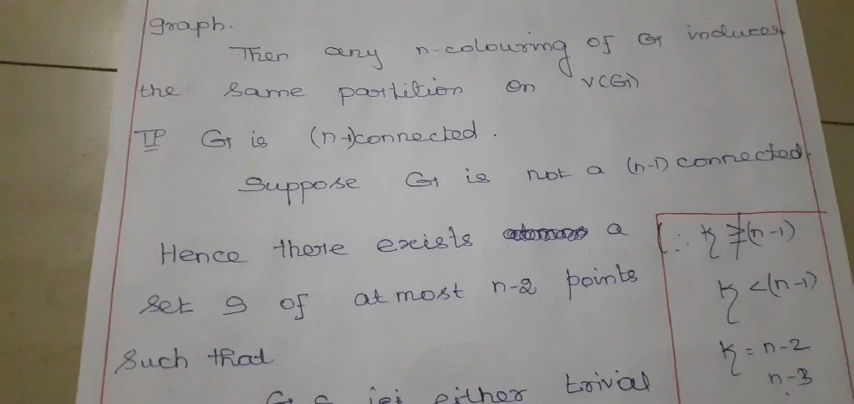 graph.
Then any n-colouring of G induces
the same partition on V(G)
TP G is (n-1)connected.
Suppose G is not a (n-1) connected
Hence there exists a
set S of at most n-2 points
such that
G-S is either trivial
(∴ K ≱ (n-1)
K < (n-1)
K = n-2
n-3